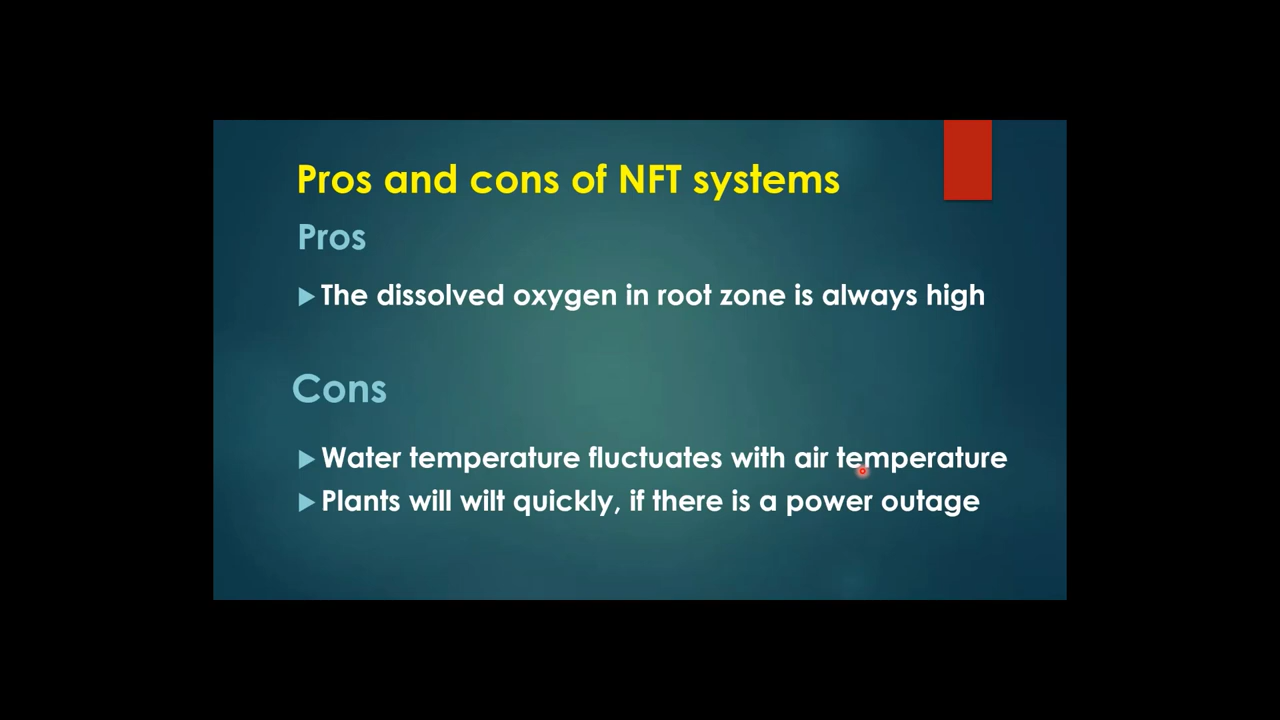 Pros and cons of NFT systems
Pros
The dissolved oxygen in root zone is always high
Cons
Water temperature fluctuates with air temperature
Plants will wilt quickly, if there is a power outage